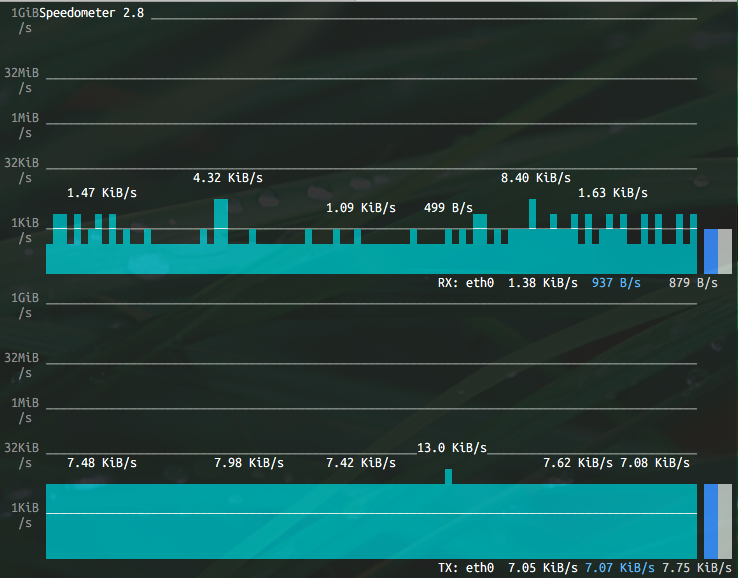 1GiB Speedometer 2.8
/s
32MiB
/s
1MiB
/s
32KiB
/s
4.32 KiB/s 8.40 KiB/s
1.47 KiB/s 1.63 KiB/s
1.09 KiB/s 499 B/s
1KiB
/s
RX: eth0 1.38 KiB/s 937 B/s 879 B/s
1GiB
/s
32MiB
/s
1MiB
/s
32KiB
13.0 KiB/s
/s
7.48 KiB/s 7.98 KiB/s 7.42 KiB/s 7.62 KiB/s 7.08 KiB/s
1KiB
/s
TX: eth0 7.05 KiB/s 7.07 KiB/s 7.75 KiB/s